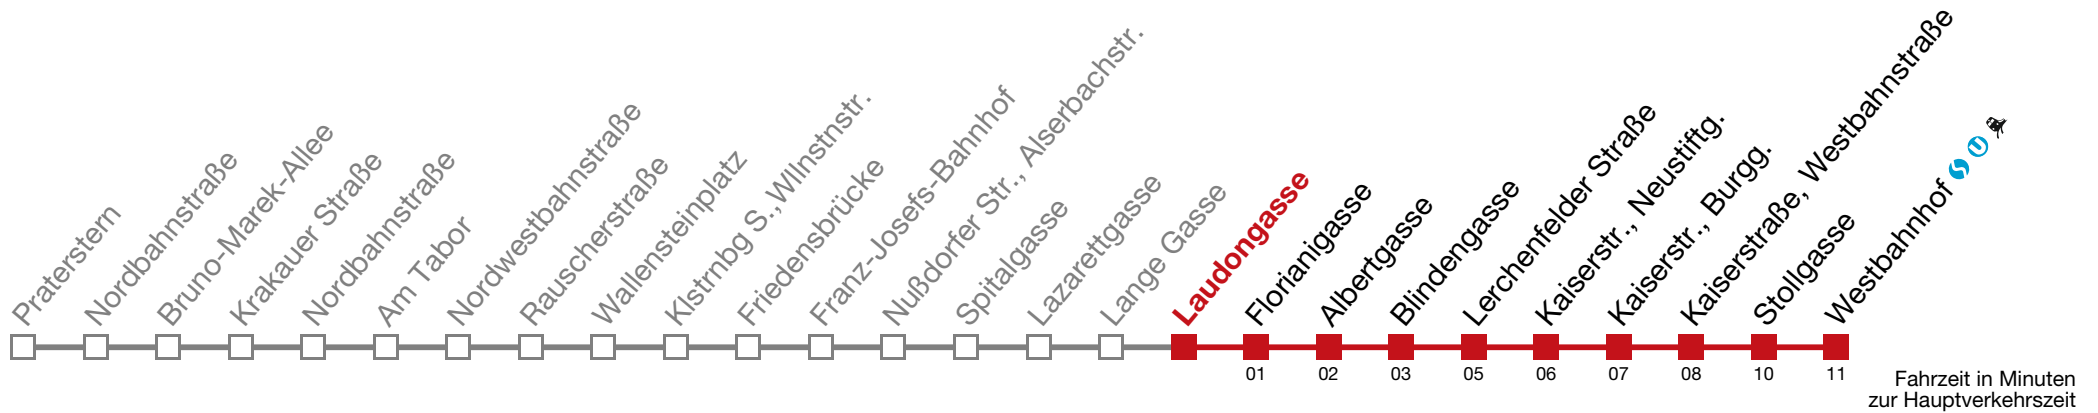 Praterstern
Nordbahnstraße
Bruno-Marek-Allee
Krakauer Straße
Nordbahnstraße
Am Tabor
Nordwestbahnstraße
Rauscherstraße
Wallensteinplatz
Klstrnbg S., Wllnstnstr.
Friedensbrücke
Franz-Josefs-Bahnhof
Nußdorfer Str., Alserbachstr.
Spitalgasse
Lazarettgasse
Lange Gasse
Laudongasse
Florianigasse
Albertgasse
Blindengasse
Lerchenfelder Straße
Kaiserstr., Neustiftg.
Kaiserstr., Burgg.
Kaiserstraße, Westbahnstraße
Stollgasse
Westbahnhof S U
01 02 03 05 06 07 08 10 11
Fahrzeit in Minuten
zur Hauptverkehrszeit